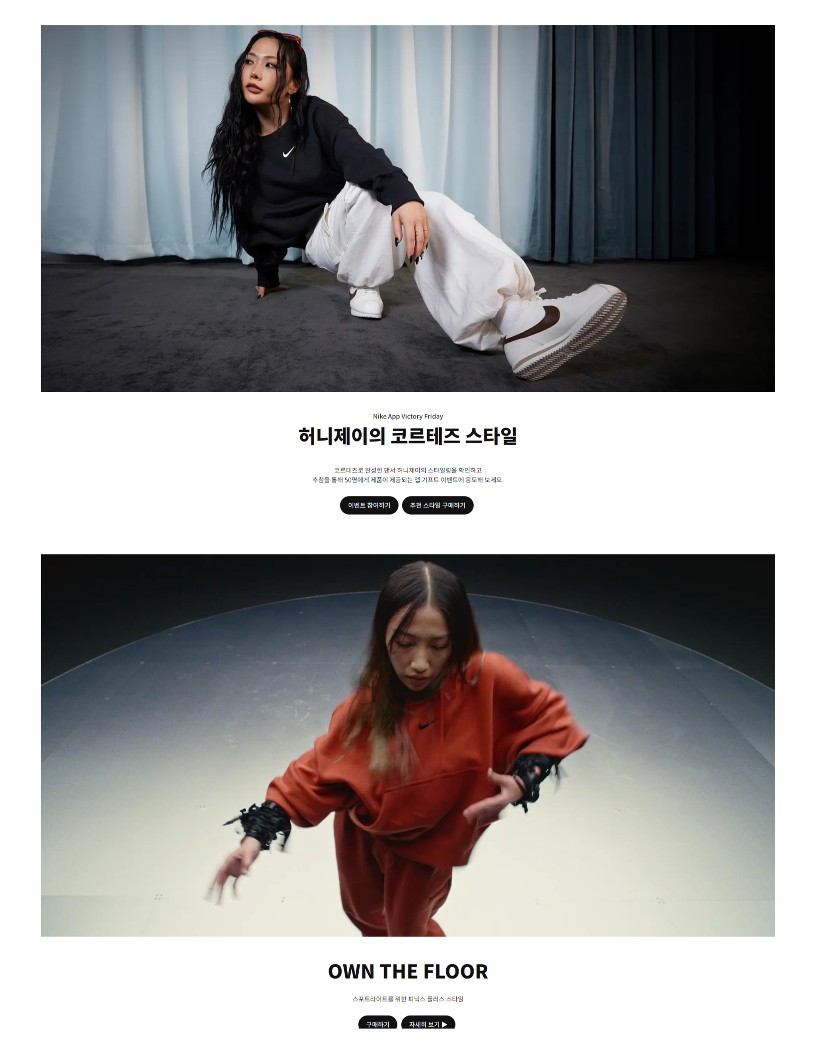 Nike App Victory Friday
허니제이의 코르테즈 스타일
코르테즈로 완성한 댄서 허니제이의 스타일링을 확인하고
추첨을 통해 50명에게 제품이 제공되는 앱 기프트 이벤트에 응모해 보세요.
이벤트 참여하기 추천 스타일 구매하기
OWN THE FLOOR
스포트라이트를 위한 피닉스 플리스 스타일
구매하기 자세히 보기 ▶